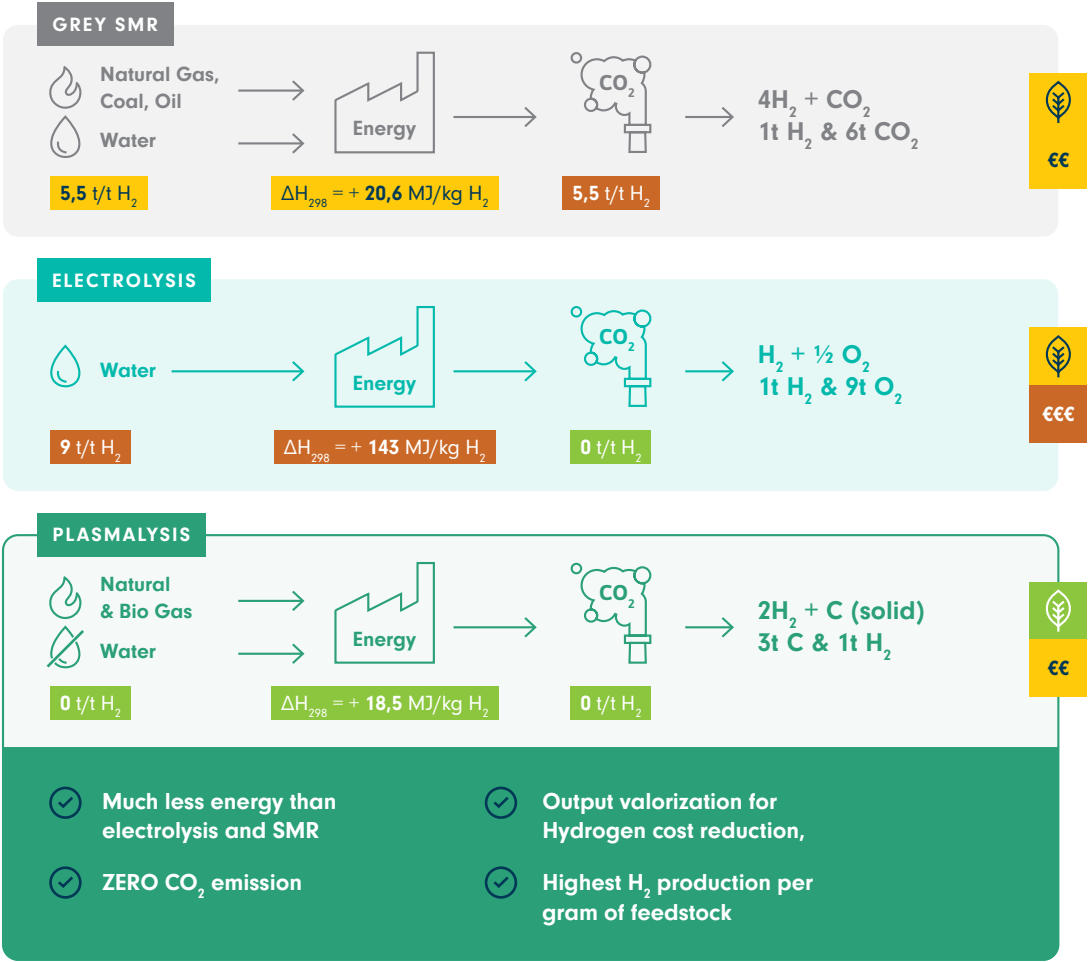 GREY SMR
Natural Gas,
Coal, Oil
Water
Energy
CO₂
4H₂ + CO₂
1t H₂ & 6t CO₂
€€
5,5 t/t H₂
ΔH₂₉₈ = + 20,6 MJ/kg H₂
5,5 t/t H₂
ELECTROLYSIS
Water
Energy
CO₂
H₂ + ½ O₂
1t H₂ & 9t O₂
€€€
9 t/t H₂
ΔH₂₉₈ = + 143 MJ/kg H₂
0 t/t H₂
PLASMALYSIS
Natural
& Bio Gas
Water
Energy
CO₂
2H₂ + C (solid)
3t C & 1t H₂
€€
0 t/t H₂
ΔH₂₉₈ = + 18,5 MJ/kg H₂
0 t/t H₂
Much less energy than
electrolysis and SMR
ZERO CO₂ emission
Output valorization for
Hydrogen cost reduction,
Highest H₂ production per
gram of feedstock